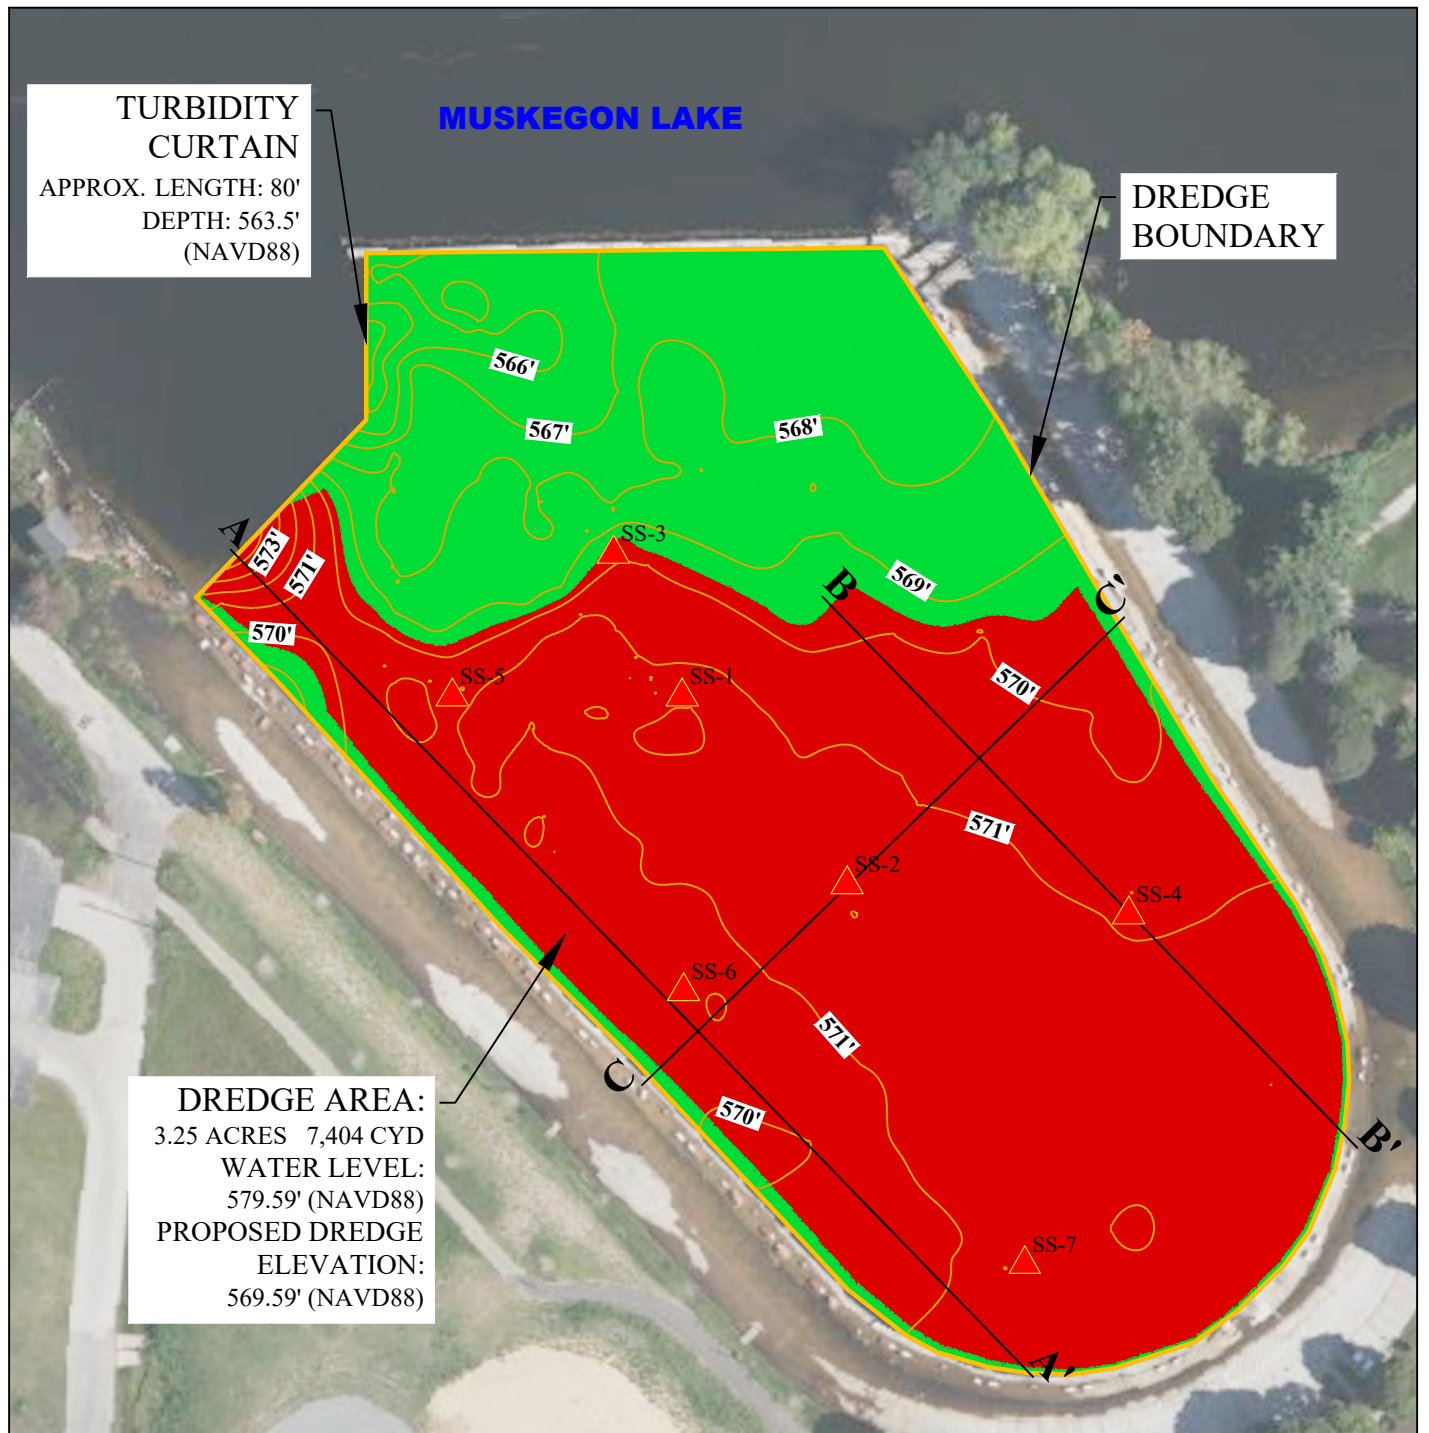 MUSKEGON LAKE
TURBIDITY
CURTAIN
APPROX. LENGTH: 80'
DEPTH: 563.5'
(NAVD88)
DREDGE
BOUNDARY
566'
567'
568'
A
573'
571'
SS-3
569'
B
C'
570'
SS-5
SS-1
570'
571'
SS-2
SS-4
SS-6
571'
C
570'
B'
DREDGE AREA:
3.25 ACRES 7,404 CYD
WATER LEVEL:
579.59' (NAVD88)
PROPOSED DREDGE
ELEVATION:
569.59' (NAVD88)
SS-7
A'